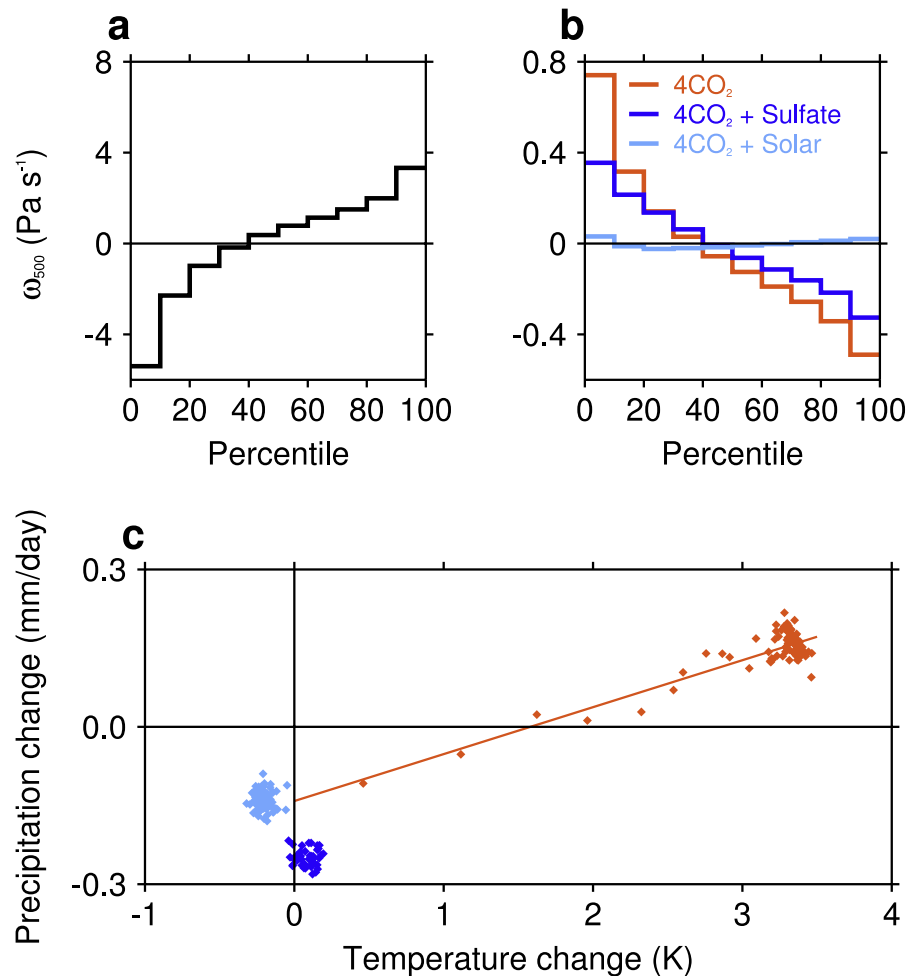 a
ω₅₀₀ (Pa s⁻¹)
8
4
0
-4
0 20 40 60 80 100
Percentile
b
0.8
0.4
0
-0.4
4CO₂
4CO₂ + Sulfate
4CO₂ + Solar
0 20 40 60 80 100
Percentile
c
Precipitation change (mm/day)
0.3
0.0
-0.3
-1 0 1 2 3 4
Temperature change (K)